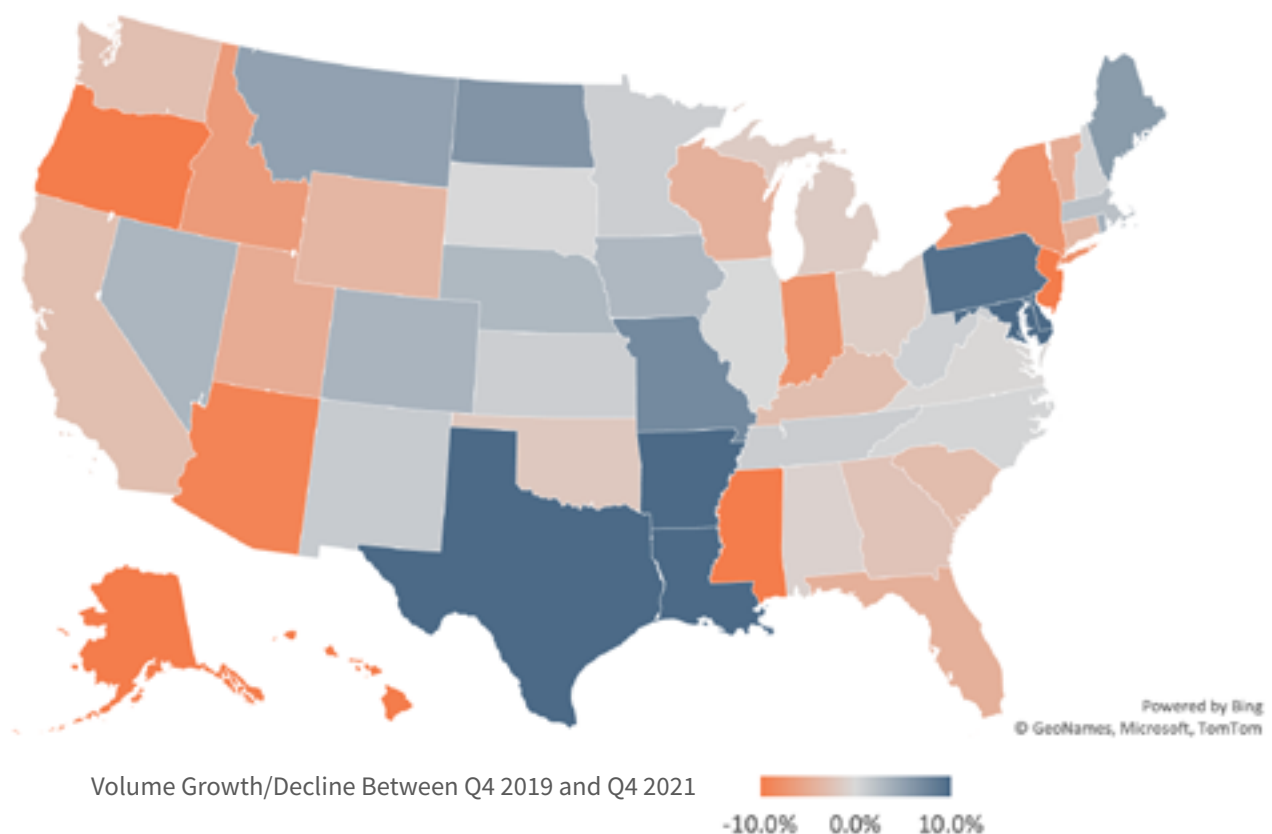 Powered by Bing
© GeoNames, Microsoft, TomTom
Volume Growth/Decline Between Q4 2019 and Q4 2021
-10.0% 0.0% 10.0%